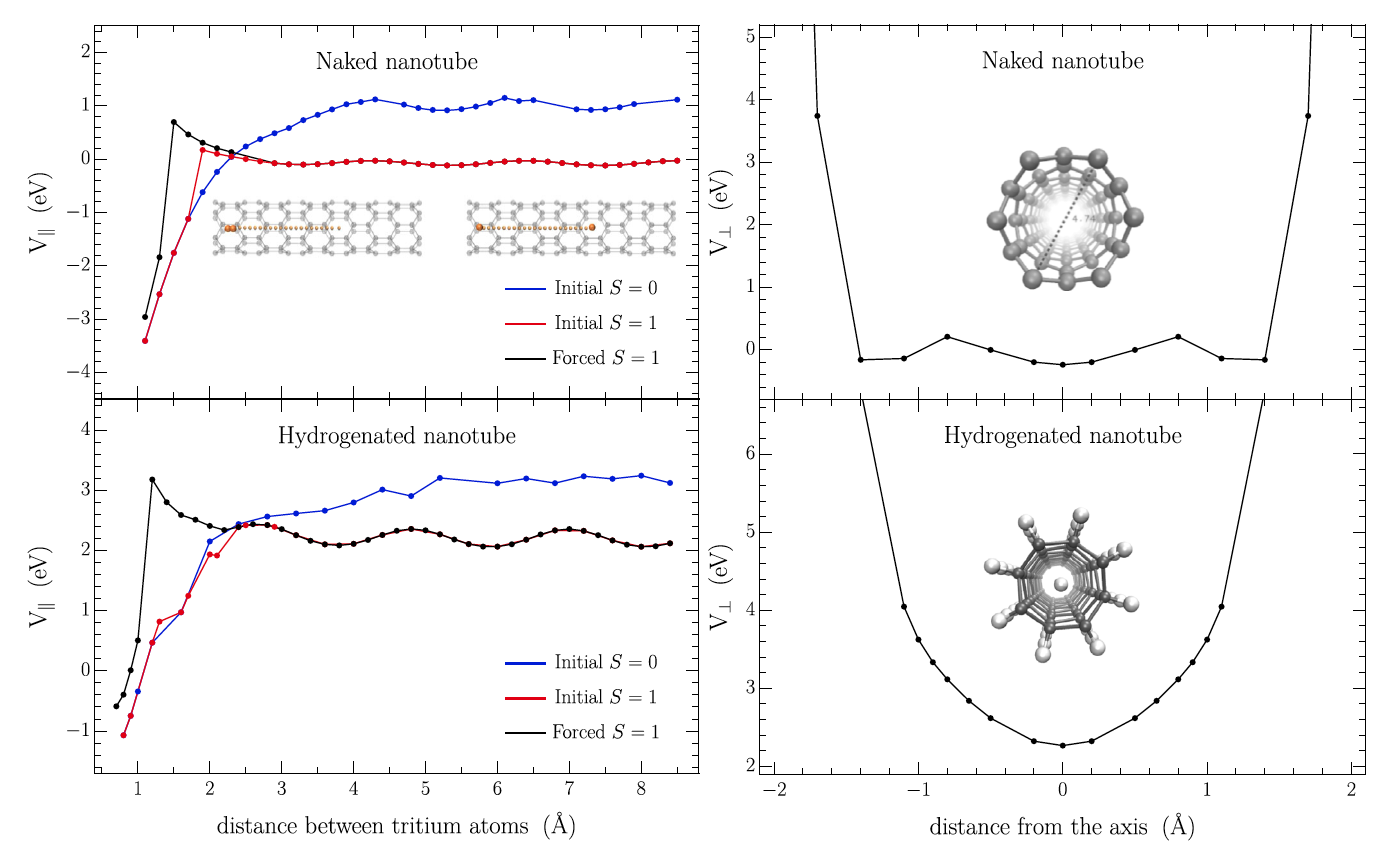 Naked nanotube
V∥ (eV)
2
1
0
−1
−2
−3
−4
Initial S = 0
Initial S = 1
Forced S = 1
Naked nanotube
V⊥ (eV)
5
4
3
2
1
0
4.74
Hydrogenated nanotube
V∥ (eV)
4
3
2
1
0
−1
Initial S = 0
Initial S = 1
Forced S = 1
1 2 3 4 5 6 7 8
distance between tritium atoms (Å)
Hydrogenated nanotube
V⊥ (eV)
6
5
4
3
2
−2 −1 0 1 2
distance from the axis (Å)